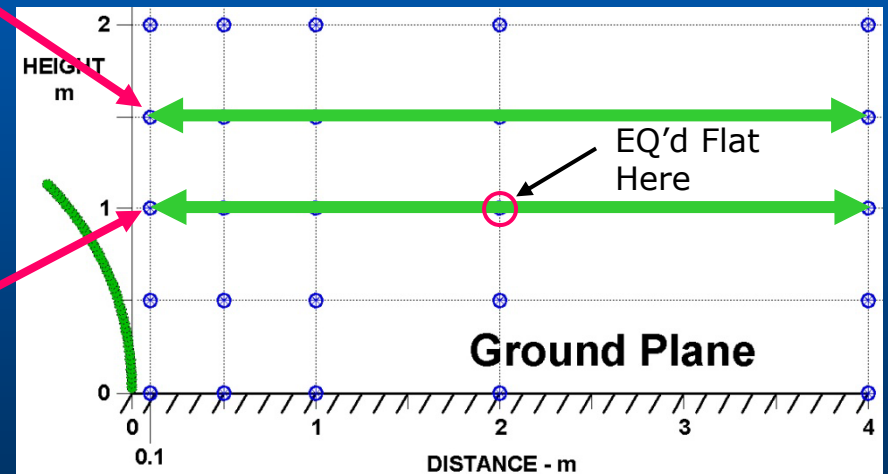 2
HEIGHT
m
EQ’d Flat
Here
1
Ground Plane
0
0 1 2 3 4
0.1
DISTANCE - m